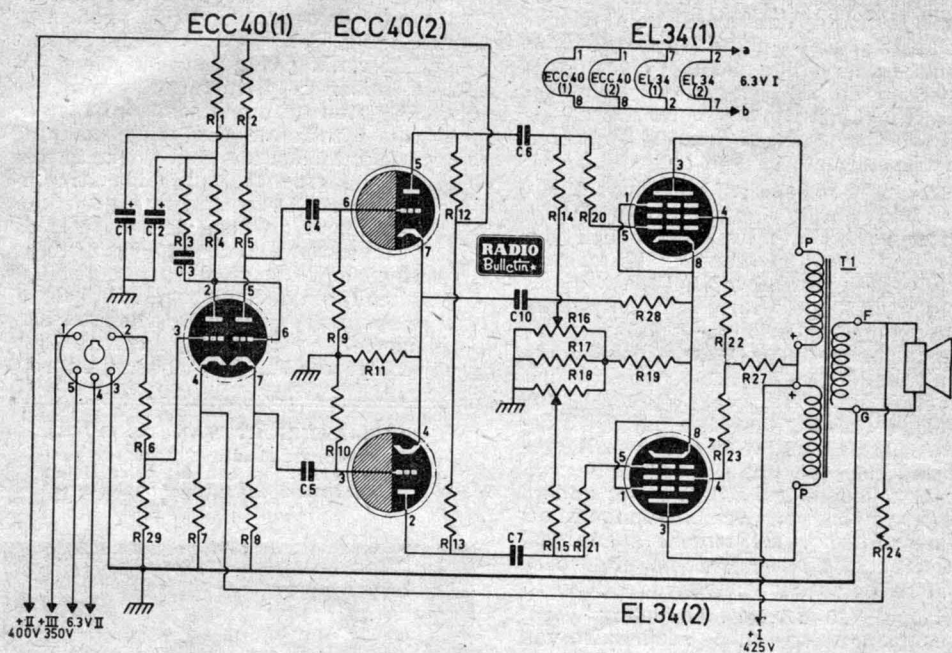 ECC40(1) ECC40(2) EL34(1)
1 1 7 2 a
ECC40 (1) ECC40 (2) EL34 (1) EL34 (2) 6.3V I
8 8 2 7 b
R1 R2
5 C6 3
R12 R14 R20 1 4 P
C1 C2 R3 R4 R5 C4 6 5
C3 7 RADIO Bulletin 8 T1
2 5 C10 R28 F
1 2 3 6 R9 R16 R22
R11 R17 R27
5 4 3 4 7 R18 R19
R6 R10 4 8 7 R23 G
C5 3 5 4 P
2 1 3
R29 R7 R8 R13 C7 R15 R21 R24
EL34(2)
+II +III 6.3V II
400V 350V
+I
425V